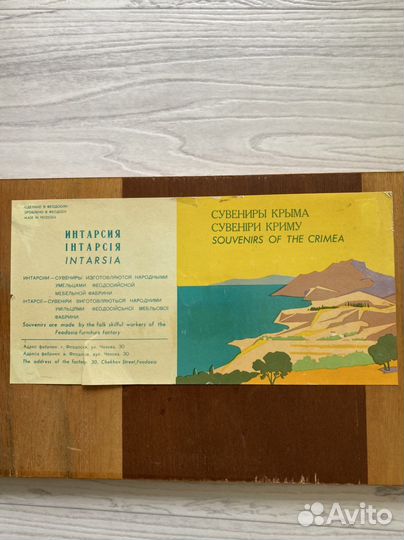 СДЕЛАНО В ФЕОДОСИИ
ЗРОБЛЕНО В ФЕОДОСІЇ
MADE IN FEODSIA
ИНТАРСИЯ
ІНТАРСІЯ
INTARSIA
ИНТАРСИИ—СУВЕНИРЫ ИЗГОТОВЛЯЮТСЯ НАРОДНЫМИ
УМЕЛЬЦАМИ ФЕОДОСИЙСКОЙ
МЕБЕЛЬНОЙ ФАБРИКИ
ІНТАРСІЇ—СУВЕНІРИ ВИГОТОВЛЯЮТЬСЯ НАРОДНИМИ
УМІЛЬЦЯМИ ФЕОДОСІЙСЬКОЇ МЕБЛЬОВОЇ
ФАБРИКИ
Souvenirs are made by the folk skilful workers of the
Feodosia furniture factory
Адрес фабрики: г. Феодосия, ул. Чехова, 30
Адреса фабрики: м. Феодосія, вул. Чехова, 30
The address of the factory: 30, Chekhov Street, Feodosia
СУВЕНИРЫ КРЫМА
СУВЕНІРИ КРИМУ
SOUVENIRS OF THE CRIMEA
Avito